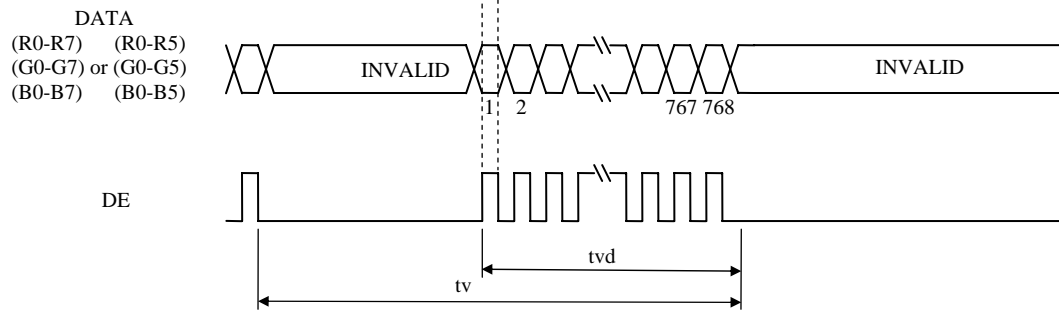 DATA
(R0-R7) (R0-R5)
(G0-G7) or (G0-G5)
(B0-B7) (B0-B5)
INVALID
INVALID
1 2 767 768
DE
tvd
tv